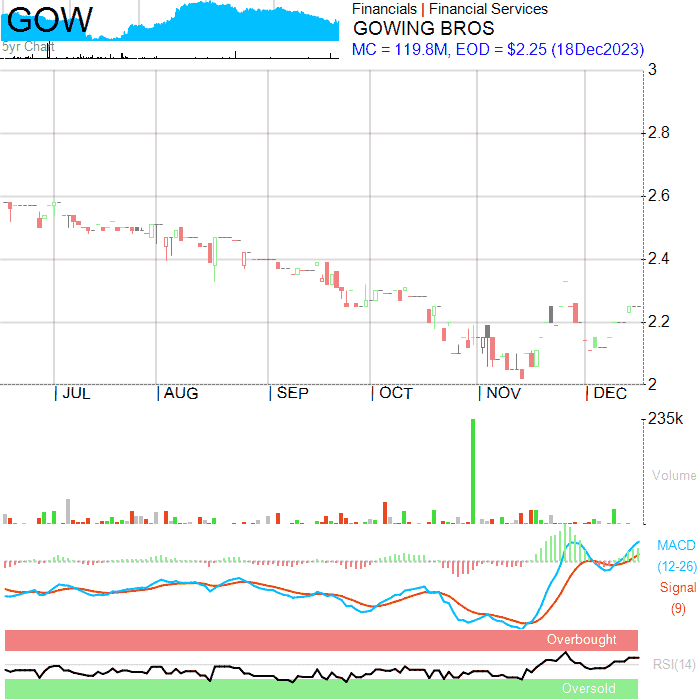 GOW
5yr Chart
Financials | Financial Services
GOWING BROS
MC = 119.8M, EOD = $2.25 (18Dec2023)
3
2.8
2.6
2.4
2.2
2
JUL
AUG
SEP
OCT
NOV
DEC
235k
Volume
MACD
(12-26)
Signal
(9)
Overbought
RSI(14)
Oversold